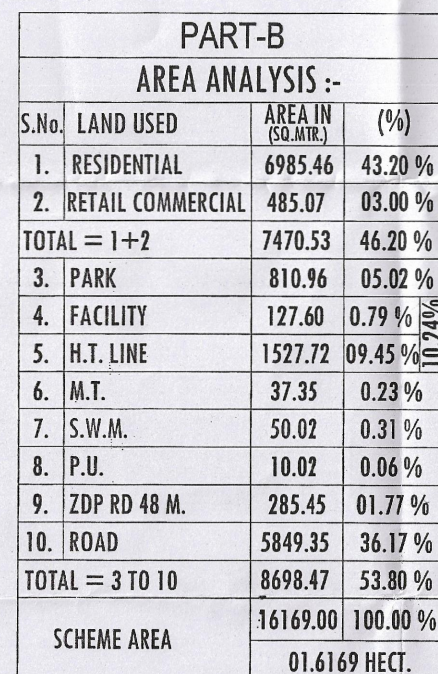 PART-B
AREA ANALYSIS :-
S.No. LAND USED AREA IN (SQ.MTR.) (%)
1. RESIDENTIAL 6985.46 43.20 %
2. RETAIL COMMERCIAL 485.07 03.00 %
TOTAL = 1+2 7470.53 46.20 %
3. PARK 810.96 05.02 %
4. FACILITY 127.60 0.79 %
5. H.T. LINE 1527.72 09.45 %
10.24%
6. M.T. 37.35 0.23 %
7. S.W.M. 50.02 0.31 %
8. P.U. 10.02 0.06 %
9. ZDP RD 48 M. 285.45 01.77 %
10. ROAD 5849.35 36.17 %
TOTAL = 3 TO 10 8698.47 53.80 %
SCHEME AREA 16169.00 100.00 %
01.6169 HECT.